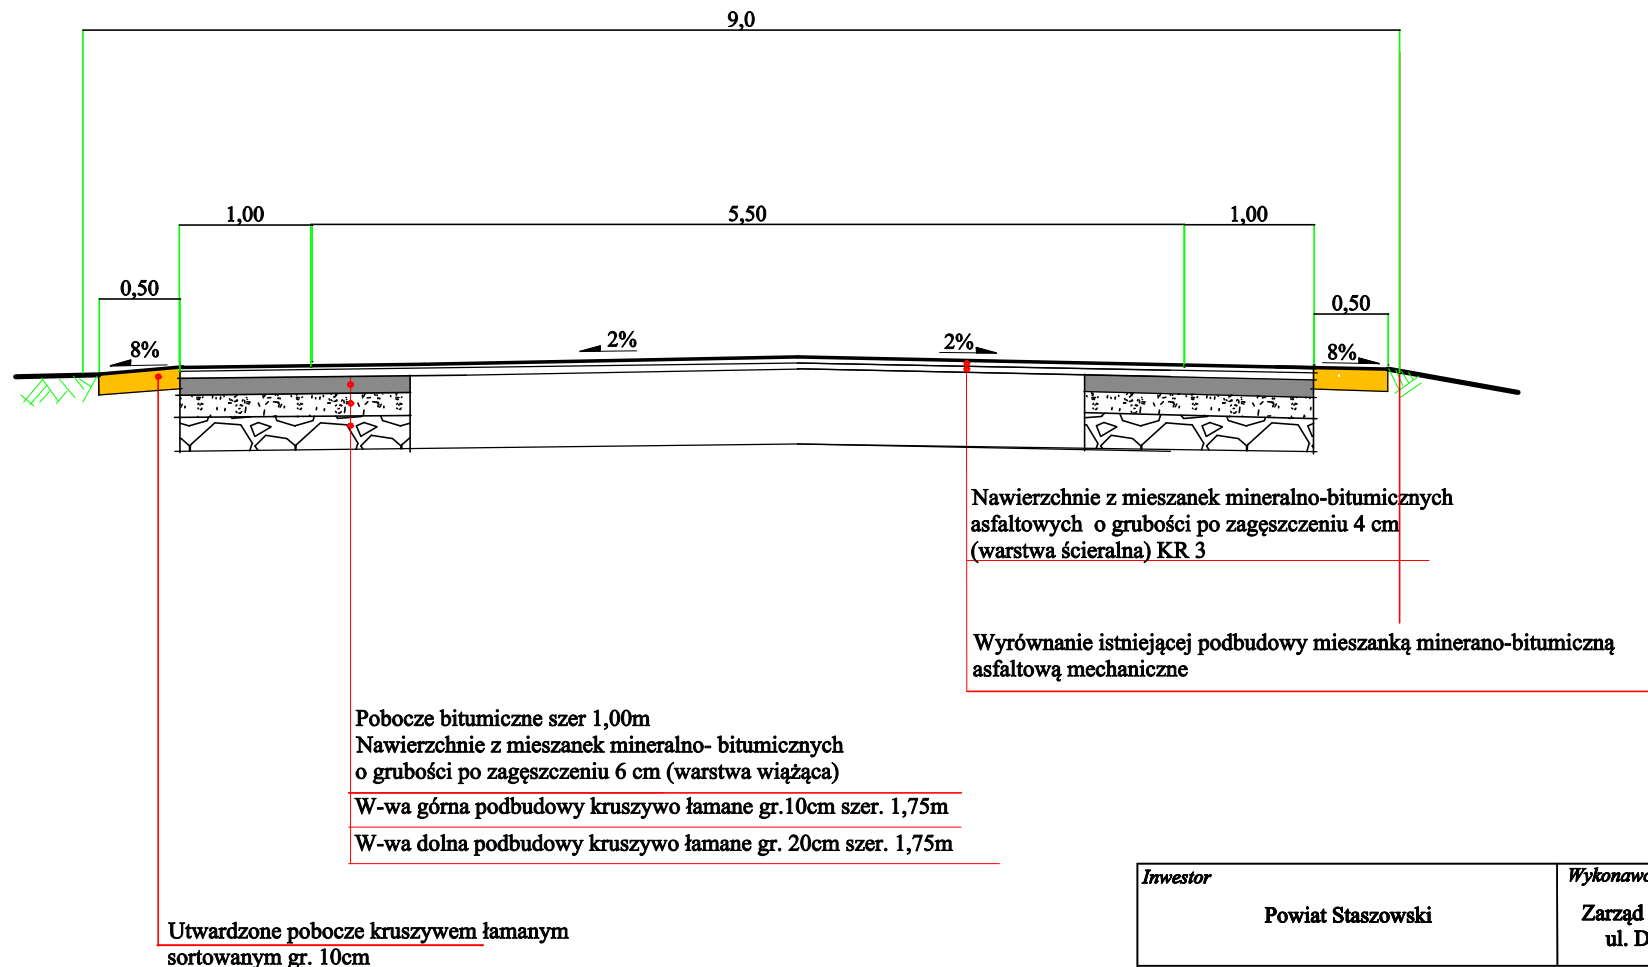 9,0
1,00
5,50
1,00
0,50
0,50
8%
2%
2%
8%
Nawierzchnie z mieszanek mineralno-bitumicznych
asfaltowych o grubości po zagęszczeniu 4 cm
(warstwa ścieralna) KR 3
Wyrównanie istniejącej podbudowy mieszanką minerano-bitumiczną
asfaltową mechaniczne
Pobocze bitumiczne szer 1,00m
Nawierzchnie z mieszanek mineralno- bitumicznych
o grubości po zagęszczeniu 6 cm (warstwa wiążąca)
W-wa górna podbudowy kruszywo łamane gr.10cm szer. 1,75m
W-wa dolna podbudowy kruszywo łamane gr. 20cm szer. 1,75m
Utwardzone pobocze kruszywem łamanym
sortowanym gr. 10cm
Inwestor
Powiat Staszowski
Wykonawc
Zarząd
ul. D